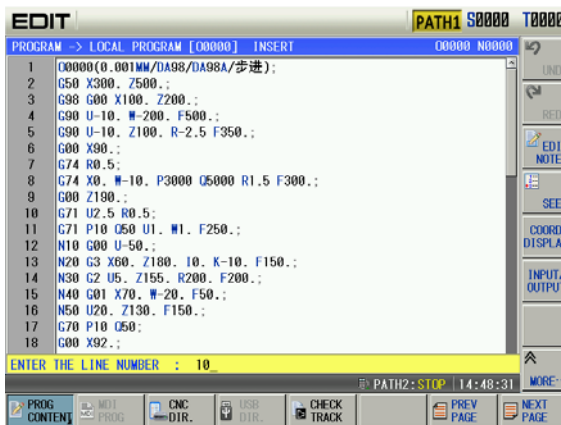 EDIT PATH1 S0000 T0000
PROGRAM -> LOCAL PROGRAM [O0000] INSERT O0000 N0000
1 O0000(0.001MM/DA98/DA98A/步进);
2 G50 X300. Z500.;
3 G98 G00 X100. Z200.;
4 G90 U-10. W-200. F500.;
5 G90 U-10. Z100. R-2.5 F350.;
6 G00 X90.;
7 G74 R0.5;
8 G74 X0. W-10. P3000 Q5000 R1.5 F300.;
9 G00 Z190.;
10 G71 U2.5 R0.5;
11 G71 P10 Q50 U1. W1. F250.;
12 N10 G00 U-50.;
13 N20 G3 X60. Z180. I0. K-10. F150.;
14 N30 G2 U5. Z155. R200. F200.;
15 N40 G01 X70. W-20. F50.;
16 N50 U20. Z130. F150.;
17 G70 P10 Q50;
18 G00 X92.;
ENTER THE LINE NUMBER : 10_
PATH2:STOP 14:48:31
UND
RED
EDI
NOTE
SEE
COORD
DISPLA
INPUT,
OUTPUT
MORE
PROG
CONTENT
MDI
PROG
CNC
DIR.
USB
DIR.
CHECK
TRACK
PREV
PAGE
NEXT
PAGE